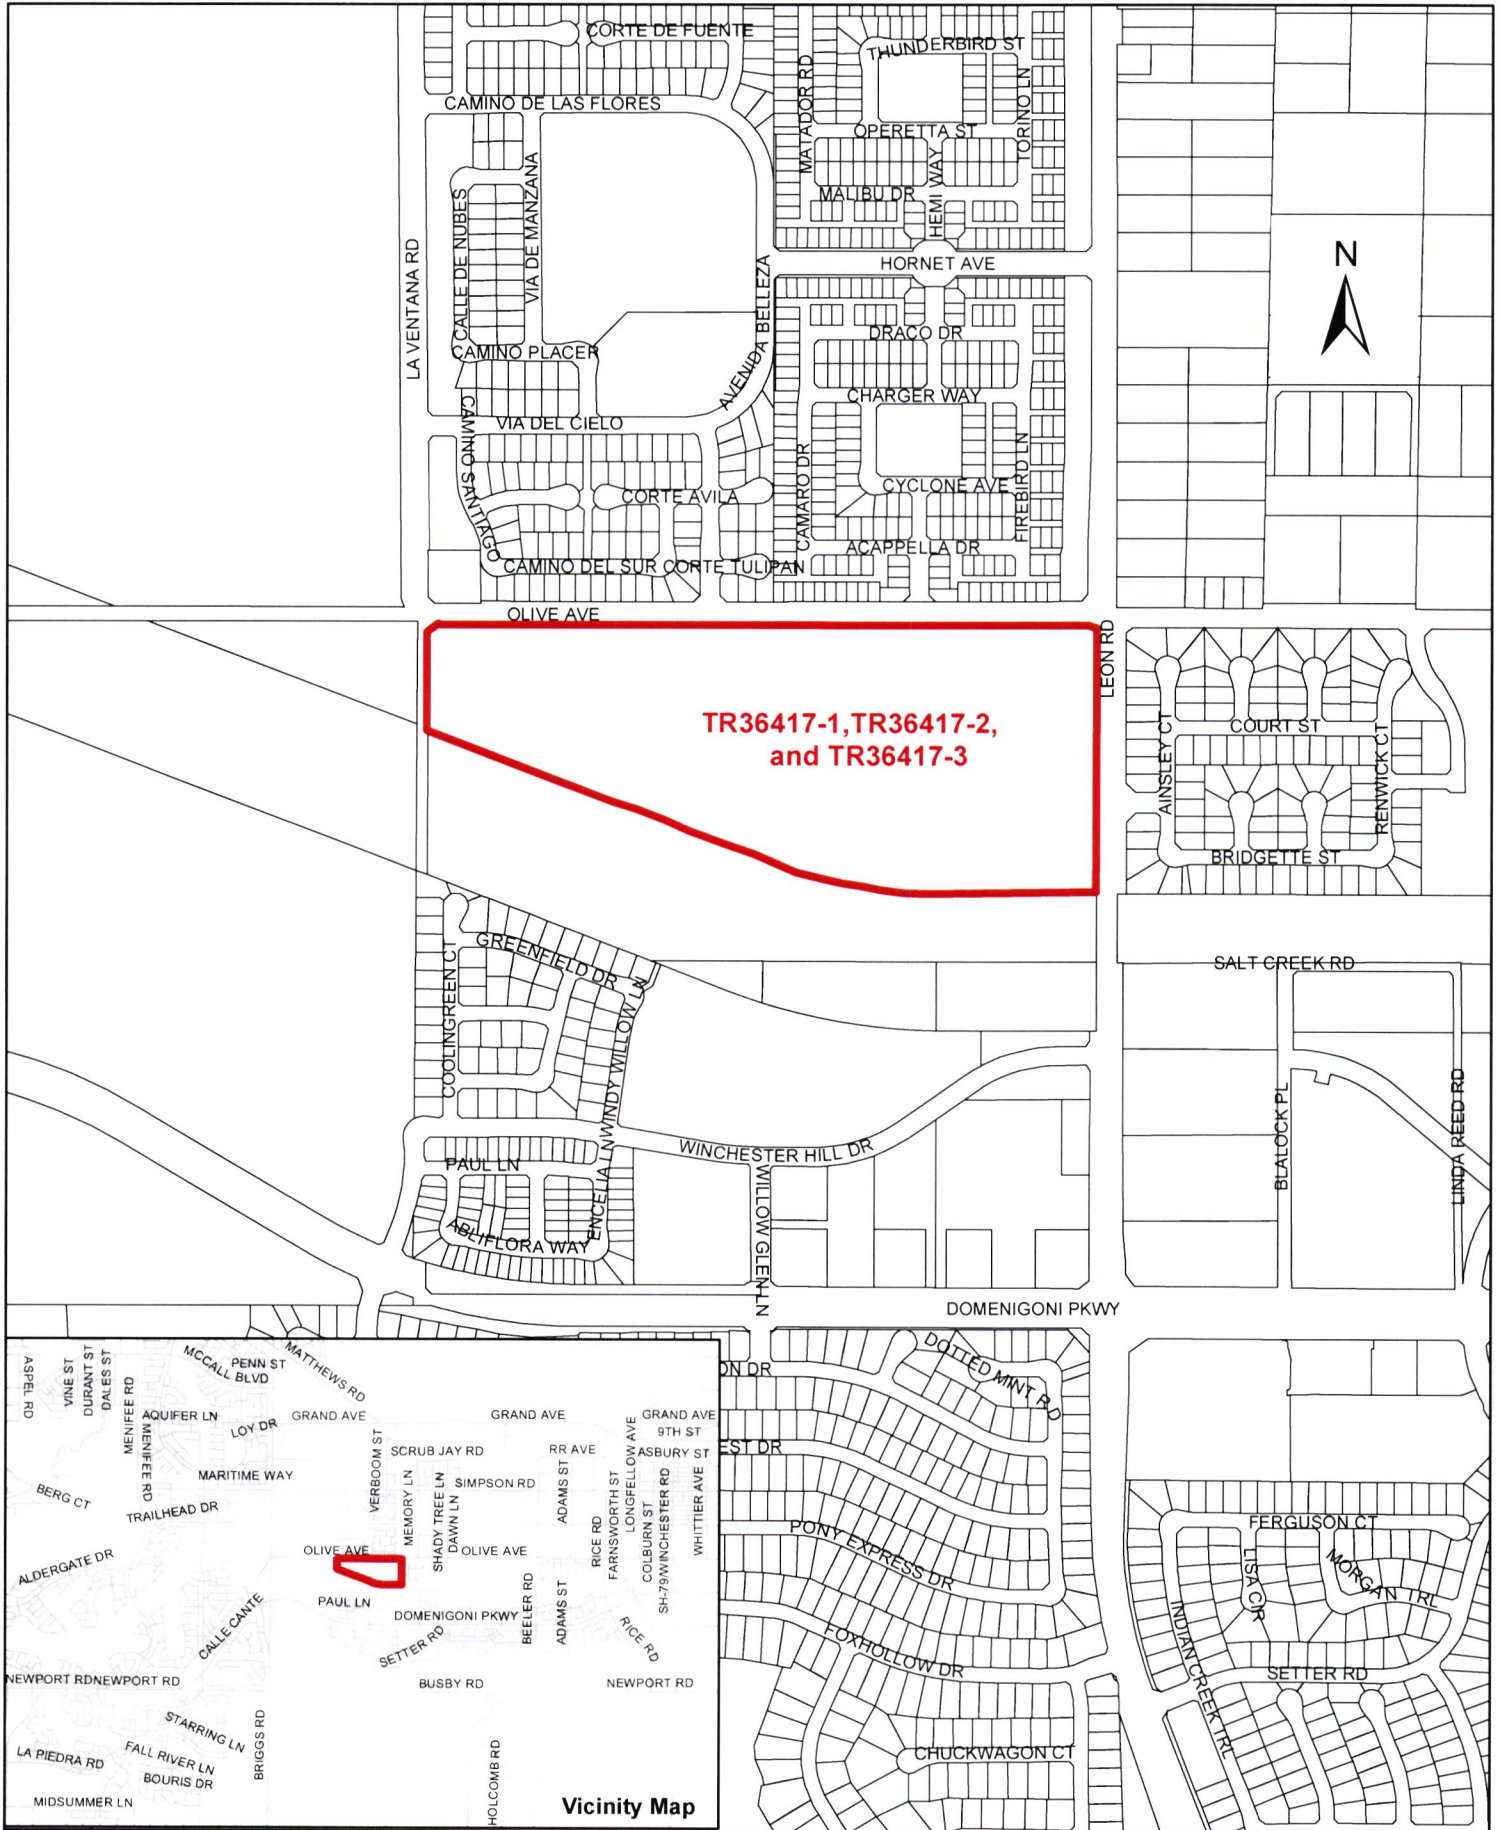 CORTE DE FUENTE
THUNDERBIRD ST
CAMINO DE LAS FLORES
MATADOR RD
TORINO LN
OPERETTA ST
HEMI WAY
MALIBU DR
VIA DE MANZANA
CALLE DE NUBES
LA VENTANA RD
HORNET AVE
N
AVENIDA BELLEZA
DRACO DR
CAMINO PLACER
CHARGER WAY
VIA DEL CIELO
CAMINO SANTIAGO
CAMARO DR
FIREBIRD LN
CYCLONE AVE
CORTE AVILA
ACAPPELLA DR
CAMINO DEL SUR
CORTE TULIPAN
OLIVE AVE
LEON RD
TR36417-1,TR36417-2,
and TR36417-3
AINSLEY CT
COURT ST
RENWICK CT
BRIDGETTE ST
GREENFIELD DR
COOLINGREEN CT
SALT CREEK RD
WINDY WILLOW LN
ENCELIA LN
BLALOCK PL
LINDA REED RD
WINCHESTER HILL DR
PAUL LN
WILLOW GLEN LN
ABLIFLORA WAY
DOMENIGONI PKWY
DOTTED MINT RD
ON DR
EST DR
PONY EXPRESS DR
FOXHOLLOW DR
CHUCKWAGON CT
FERGUSON CT
LISA CIR
MORGAN TRL
INDIAN CREEK TRL
SETTER RD
ASPEL RD
VINE ST
DURANT ST
DALES ST
MCCALL BLVD
PENN ST
MATTHEWS RD
MENIFEE RD
MENIFEE RD
AQUIFER LN
LOY DR
GRAND AVE
GRAND AVE
GRAND AVE
9TH ST
VERBOOM ST
SCRUB JAY RD
RR AVE
LONGFELLOW AVE
ASBURY ST
MARITIME WAY
MEMORY LN
SHADY TREE LN
DAWN LN
SIMPSON RD
ADAMS ST
FARNSWORTH ST
WHITTIER AVE
BERG CT
TRAILHEAD DR
RICE RD
COLBURN ST
SH-79/WINCHESTER RD
OLIVE AVE
OLIVE AVE
ALDERGATE DR
PAUL LN
CALLE CANTE
DOMENIGONI PKWY
BEELER RD
ADAMS ST
RICE RD
SETTER RD
NEWPORT RD
NEWPORT RD
BUSBY RD
NEWPORT RD
STARRING LN
BRIGGS RD
LA PIEDRA RD
FALL RIVER LN
BOURIS DR
HOLCOMB RD
MIDSUMMER LN
Vicinity Map